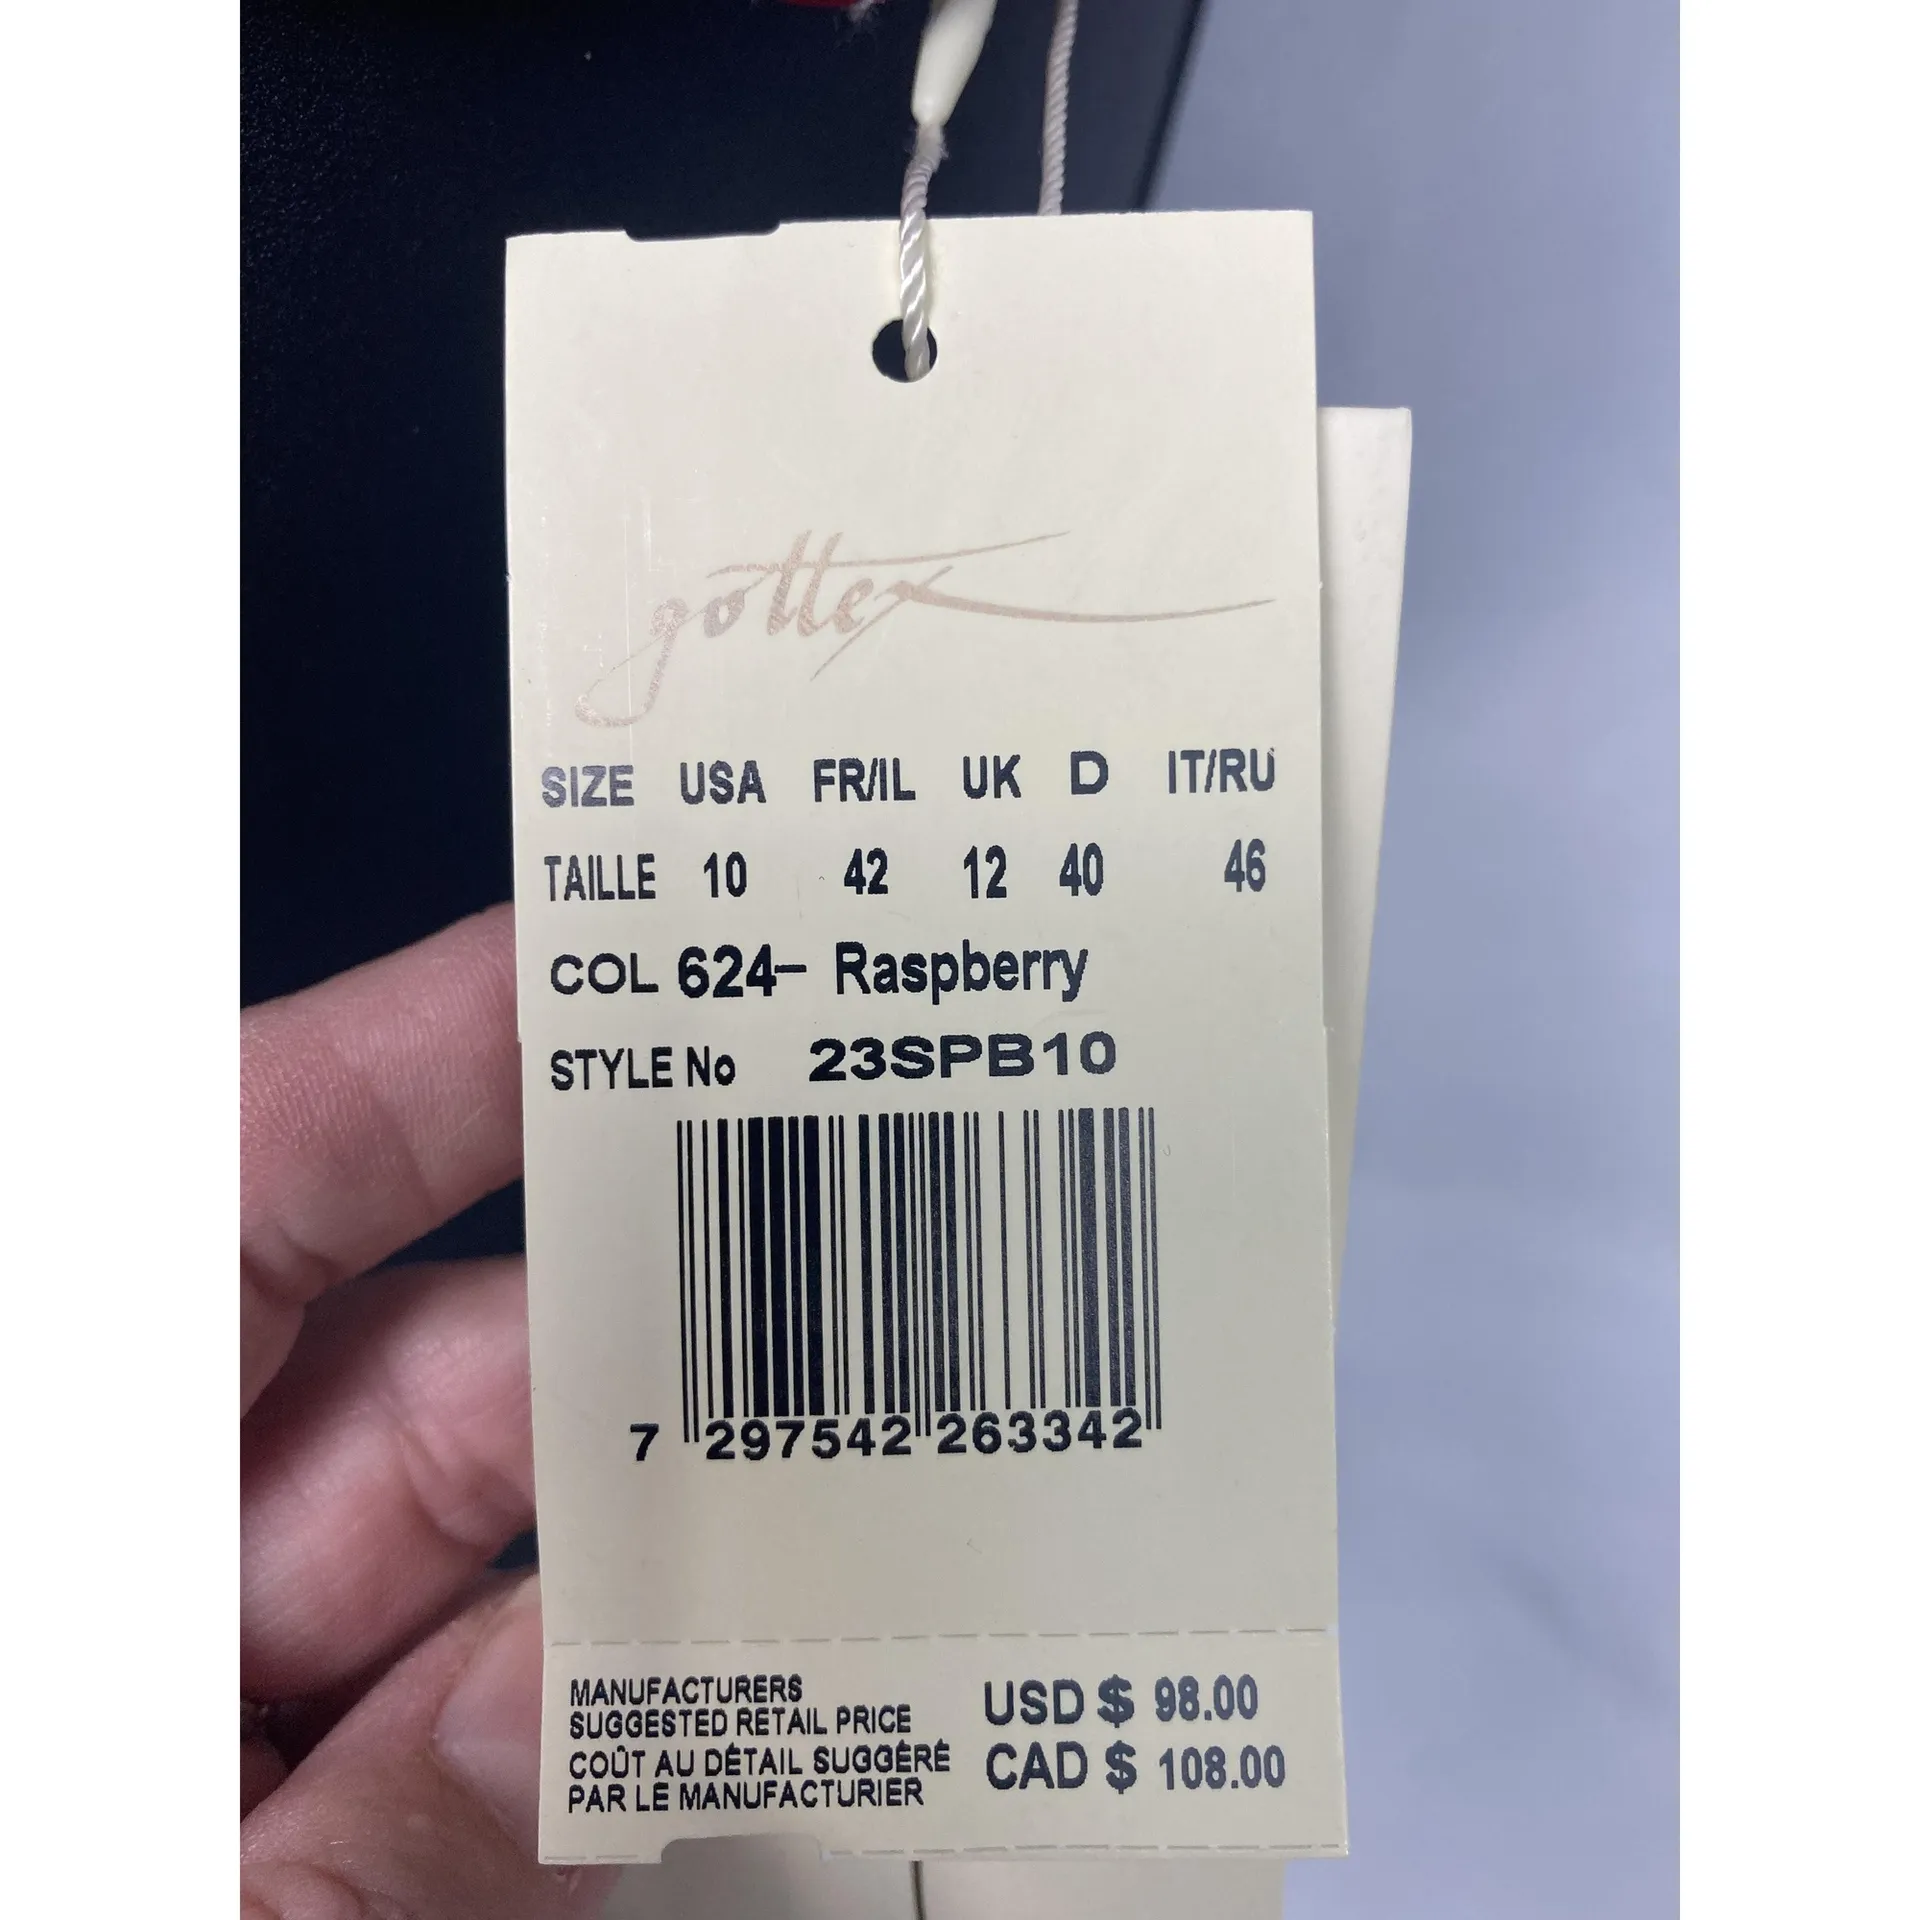 gottex
SIZE USA FR/IL UK D IT/RU
TAILLE 10 42 12 40 46
COL 624- Raspberry
STYLE No 23SPB10
7 297542 263342
MANUFACTURERS
SUGGESTED RETAIL PRICE
COÛT AU DÉTAIL SUGGÉRÉ
PAR LE MANUFACTURIER
USD $ 98.00
CAD $ 108.00